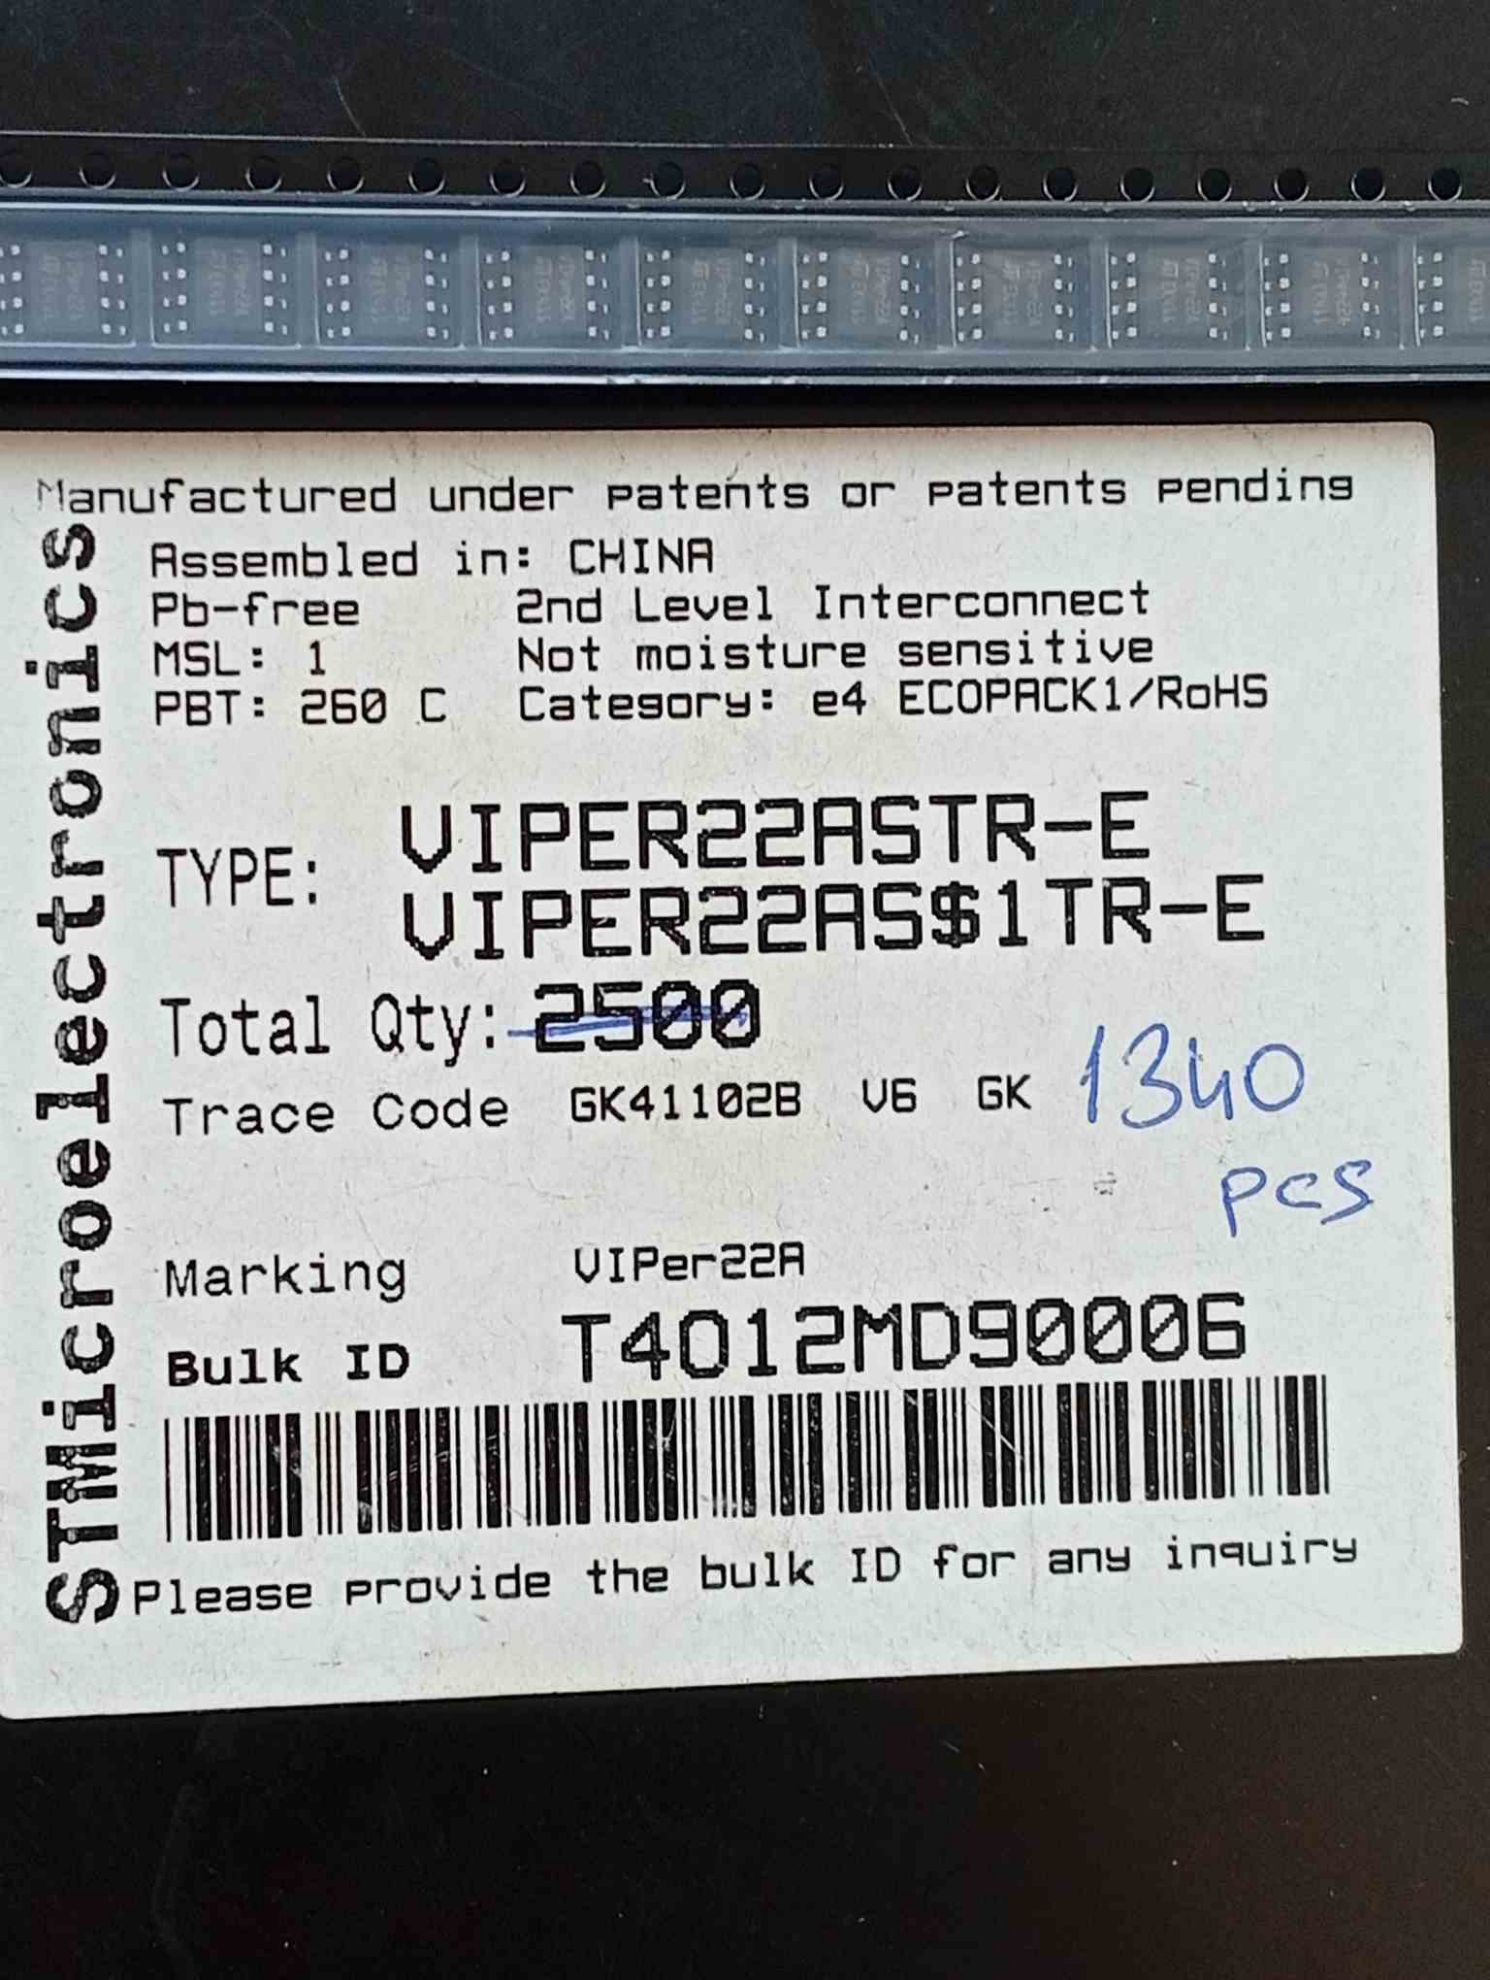 Manufactured under patents or patents pending
STMicroelectronics
Assembled in: CHINA
Pb-free 2nd Level Interconnect
MSL: 1 Not moisture sensitive
PBT: 260 C Category: e4 ECOPACK1/RoHS
TYPE: VIPER22ASTR-E
VIPER22AS$1TR-E
Total Qty: 2500
Trace Code GK41102B V6 GK
1340
pcs
Marking VIPer22A
Bulk ID T4012MD90006
Please provide the bulk ID for any inquiry